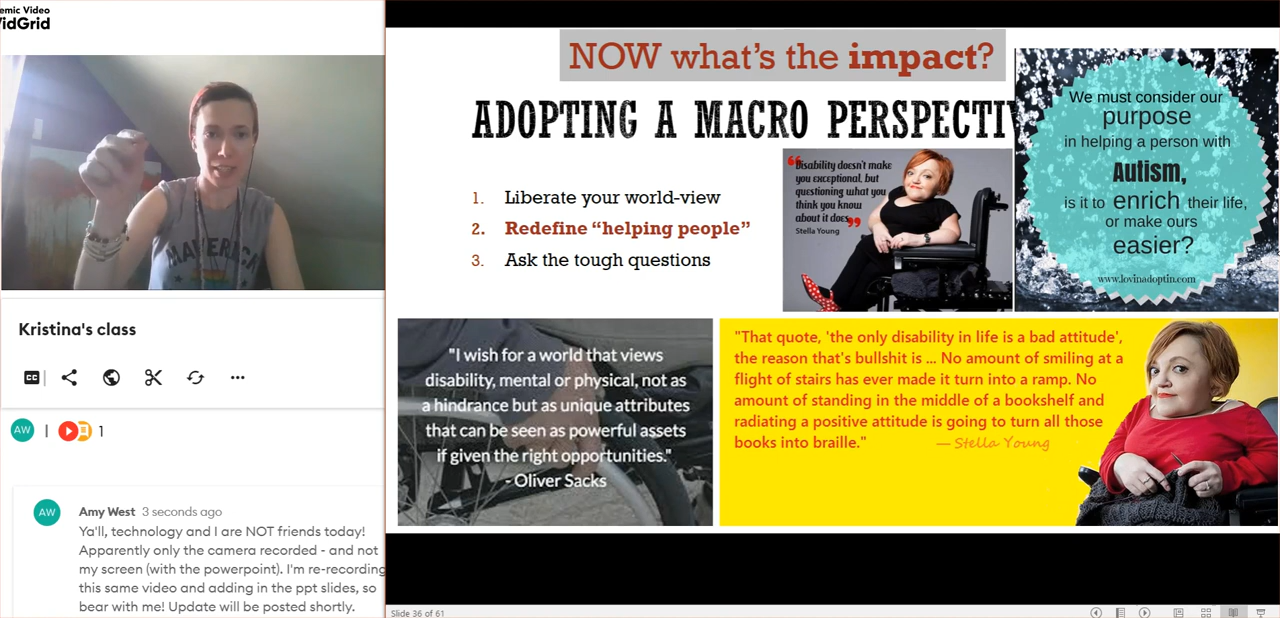 emic Video
VidGrid
MAVERICK
Kristina's class
CC
AW
1
AW
Amy West 3 seconds ago
Ya'll, technology and I are NOT friends today!
Apparently only the camera recorded - and not
my screen (with the powerpoint). I'm re-recording
this same video and adding in the ppt slides, so
bear with me! Update will be posted shortly.
NOW what's the impact?
ADOPTING A MACRO PERSPECTIV
1. Liberate your world-view
2. Redefine “helping people”
3. Ask the tough questions
“Disability doesn't make
you exceptional, but
questioning what you
think you know
about it does.”
Stella Young
We must consider our
purpose
in helping a person with
Autism,
is it to enrich their life,
or make ours
easier?
www.lovinadoptin.com
"I wish for a world that views
disability, mental or physical, not as
a hindrance but as unique attributes
that can be seen as powerful assets
if given the right opportunities."
- Oliver Sacks
"That quote, 'the only disability in life is a bad attitude',
the reason that's bullshit is ... No amount of smiling at a
flight of stairs has ever made it turn into a ramp. No
amount of standing in the middle of a bookshelf and
radiating a positive attitude is going to turn all those
books into braille."
— Stella Young
Slide 36 of 61